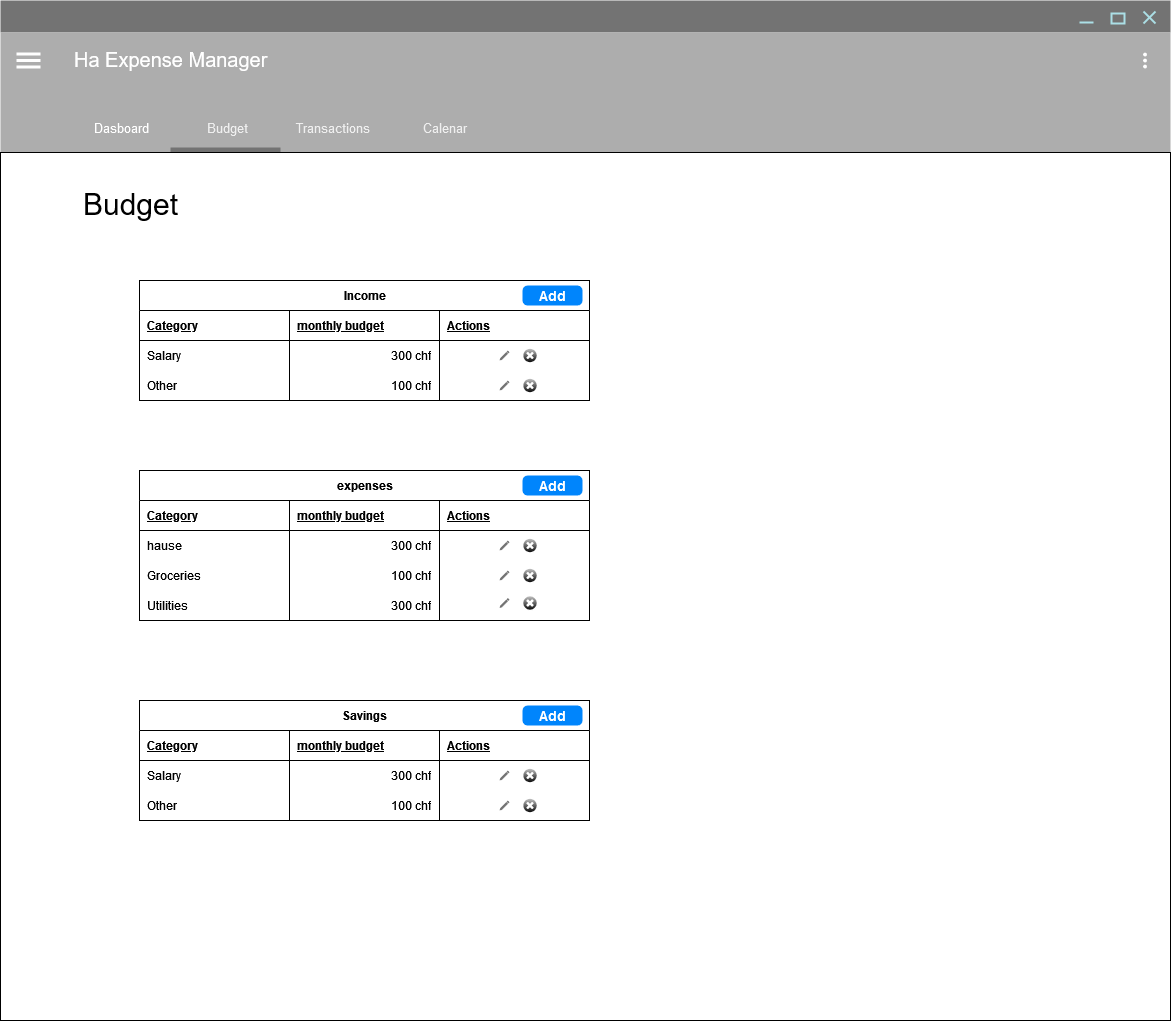 Ha Expense Manager
Dasboard Budget Transactions Calenar
Budget
Income Add
Category monthly budget Actions
Salary 300 chf
Other 100 chf
expenses Add
Category monthly budget Actions
hause 300 chf
Groceries 100 chf
Utilities 300 chf
Savings Add
Category monthly budget Actions
Salary 300 chf
Other 100 chf